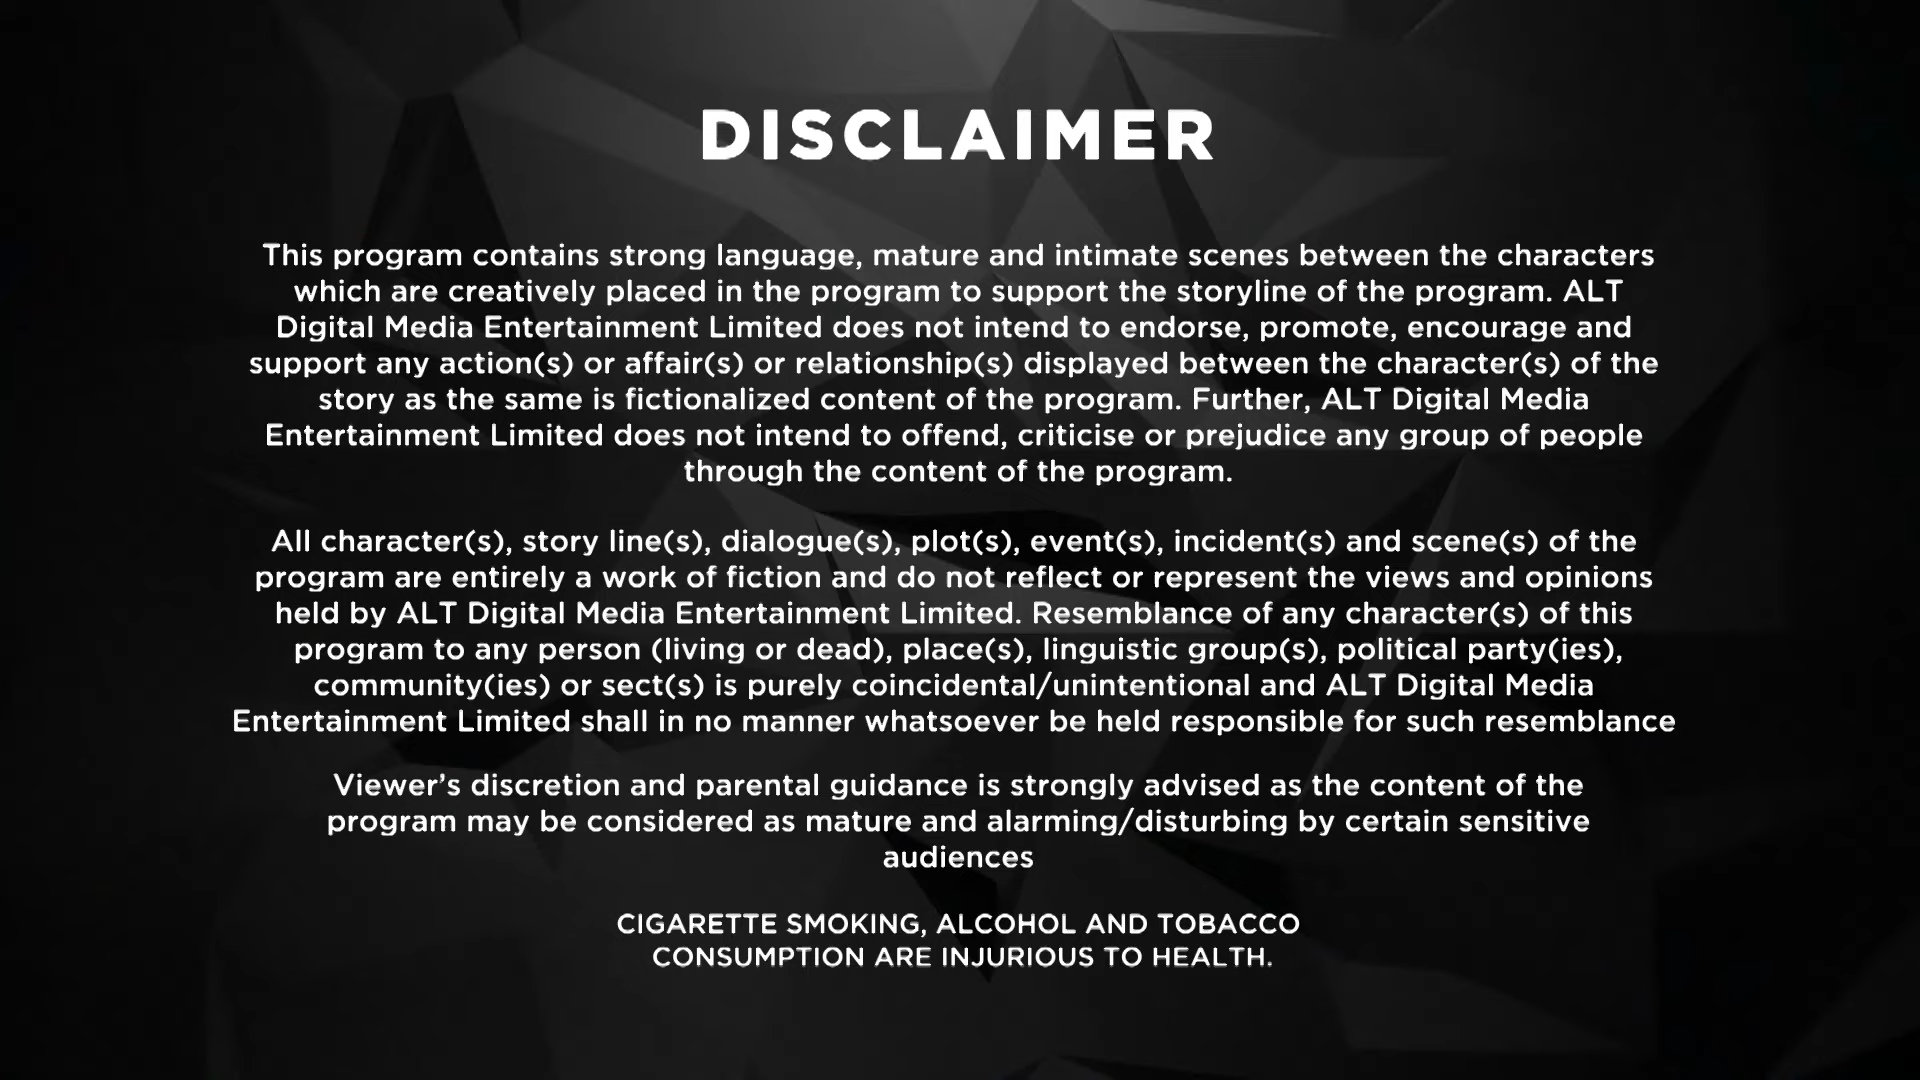 DISCLAIMER
This program contains strong language, mature and intimate scenes between the characters
which are creatively placed in the program to support the storyline of the program. ALT
Digital Media Entertainment Limited does not intend to endorse, promote, encourage and
support any action(s) or affair(s) or relationship(s) displayed between the character(s) of the
story as the same is fictionalized content of the program. Further, ALT Digital Media
Entertainment Limited does not intend to offend, criticise or prejudice any group of people
through the content of the program.
All character(s), story line(s), dialogue(s), plot(s), event(s), incident(s) and scene(s) of the
program are entirely a work of fiction and do not reflect or represent the views and opinions
held by ALT Digital Media Entertainment Limited. Resemblance of any character(s) of this
program to any person (living or dead), place(s), linguistic group(s), political party(ies),
community(ies) or sect(s) is purely coincidental/unintentional and ALT Digital Media
Entertainment Limited shall in no manner whatsoever be held responsible for such resemblance
Viewer’s discretion and parental guidance is strongly advised as the content of the
program may be considered as mature and alarming/disturbing by certain sensitive
audiences
CIGARETTE SMOKING, ALCOHOL AND TOBACCO
CONSUMPTION ARE INJURIOUS TO HEALTH.